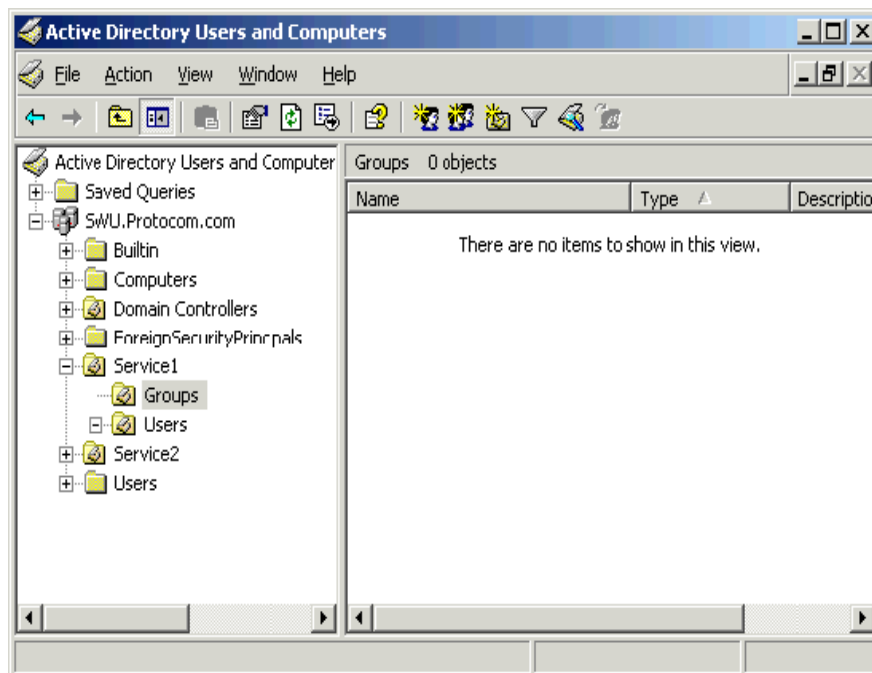 Active Directory Users and Computers
File Action View Window Help
Active Directory Users and Computer
Saved Queries
SWU.Protocom.com
Builtin
Computers
Domain Controllers
ForeignSecurityPrincpals
Service1
Groups
Users
Service2
Users
Groups 0 objects
Name Type Descriptio
There are no items to show in this view.